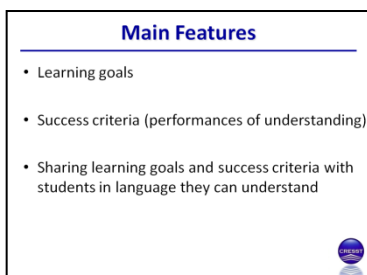 Main Features
• Learning goals
• Success criteria (performances of understanding)
• Sharing learning goals and success criteria with
students in language they can understand
CRESST